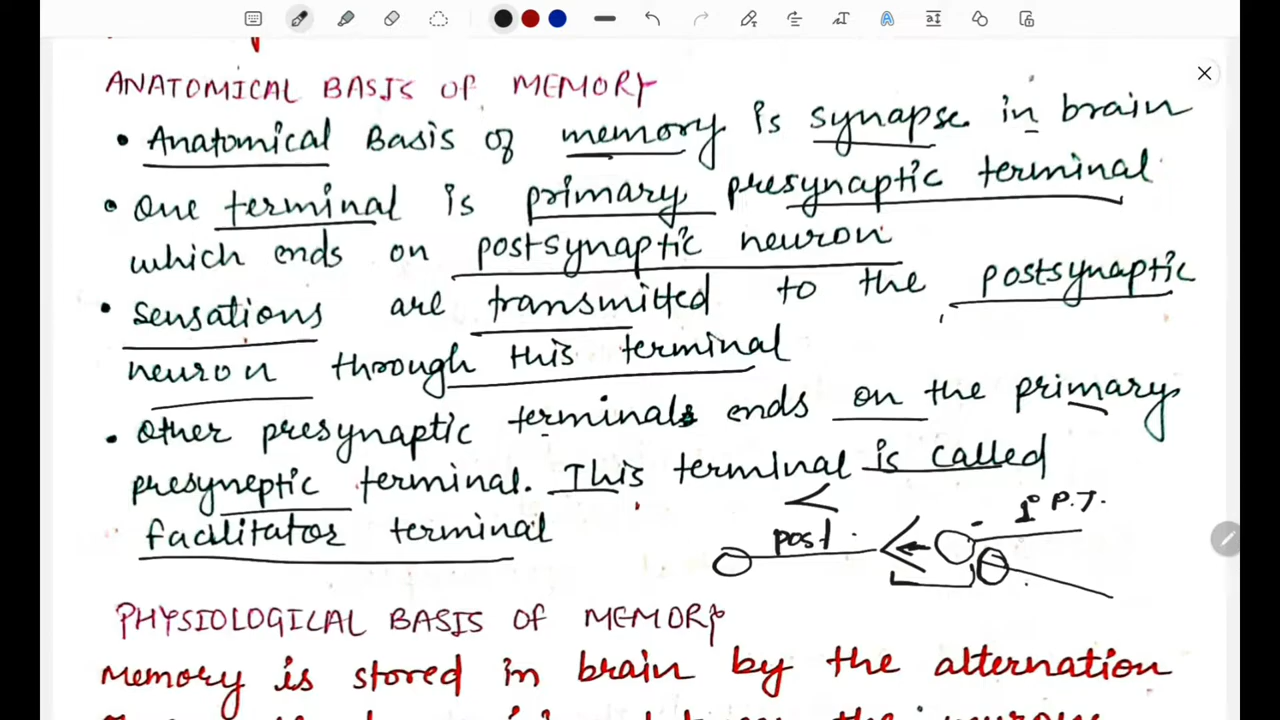 ANATOMICAL BASIS OF MEMORY
• Anatomical Basis of memory is synapse in brain
• One terminal is primary presynaptic terminal
which ends on postsynaptic neuron
• Sensations are transmitted to the postsynaptic
neuron through this terminal
• Other presynaptic terminals ends on the primary
presyneptic terminal. This terminal is called
facilitator terminal
1° P.T.
post
PHYSIOLOGICAL BASIS OF MEMORY
Memory is stored in brain by the alternation